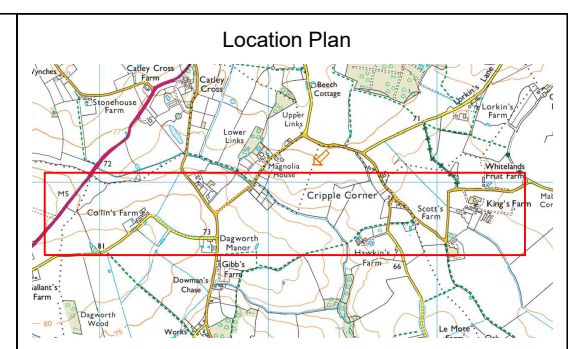 Location Plan
Catley Cross
Farm
Catley
Cross
Stonehouse
Farm
77
Beech
Cottage
Upper
Links
Lower
Links
Magnolia
House
71
Lorkin's
Lane
Lorkin's
Farm
72
MS
Collin's Farm
81
73
Dagworth
Manor
Gibb's
Farm
Cripple Corner
Scott's
Farm
Whitelands
Fruit Farm
King's Farm
Hawkin's
Farm
66
Dowman's
Chase
Dagworth
Wood
80
Works
Le Mote